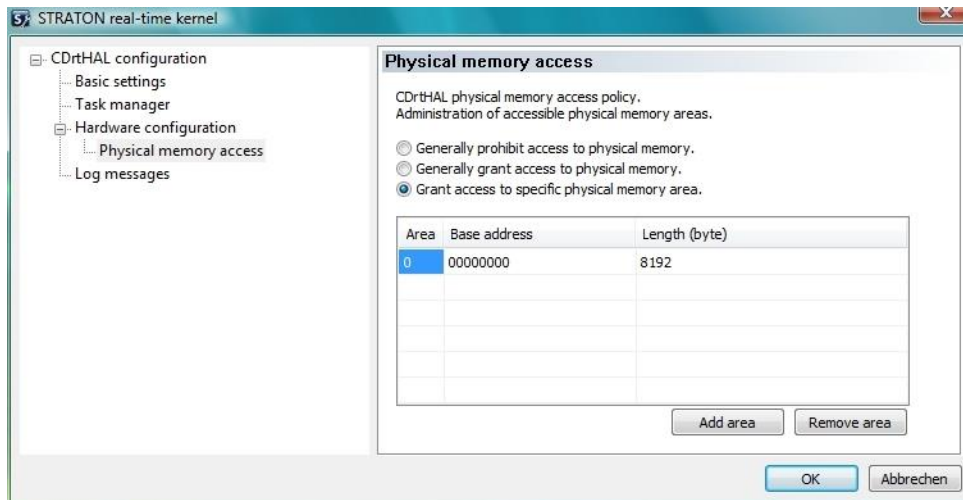 STRATON real-time kernel
CDrtHAL configuration
Basic settings
Task manager
Hardware configuration
Physical memory access
Log messages
Physical memory access
CDrtHAL physical memory access policy.
Administration of accessible physical memory areas.
Generally prohibit access to physical memory.
Generally grant access to physical memory.
Grant access to specific physical memory area.
Area Base address Length (byte)
0 00000000 8192
Add area Remove area
OK Abbrechen